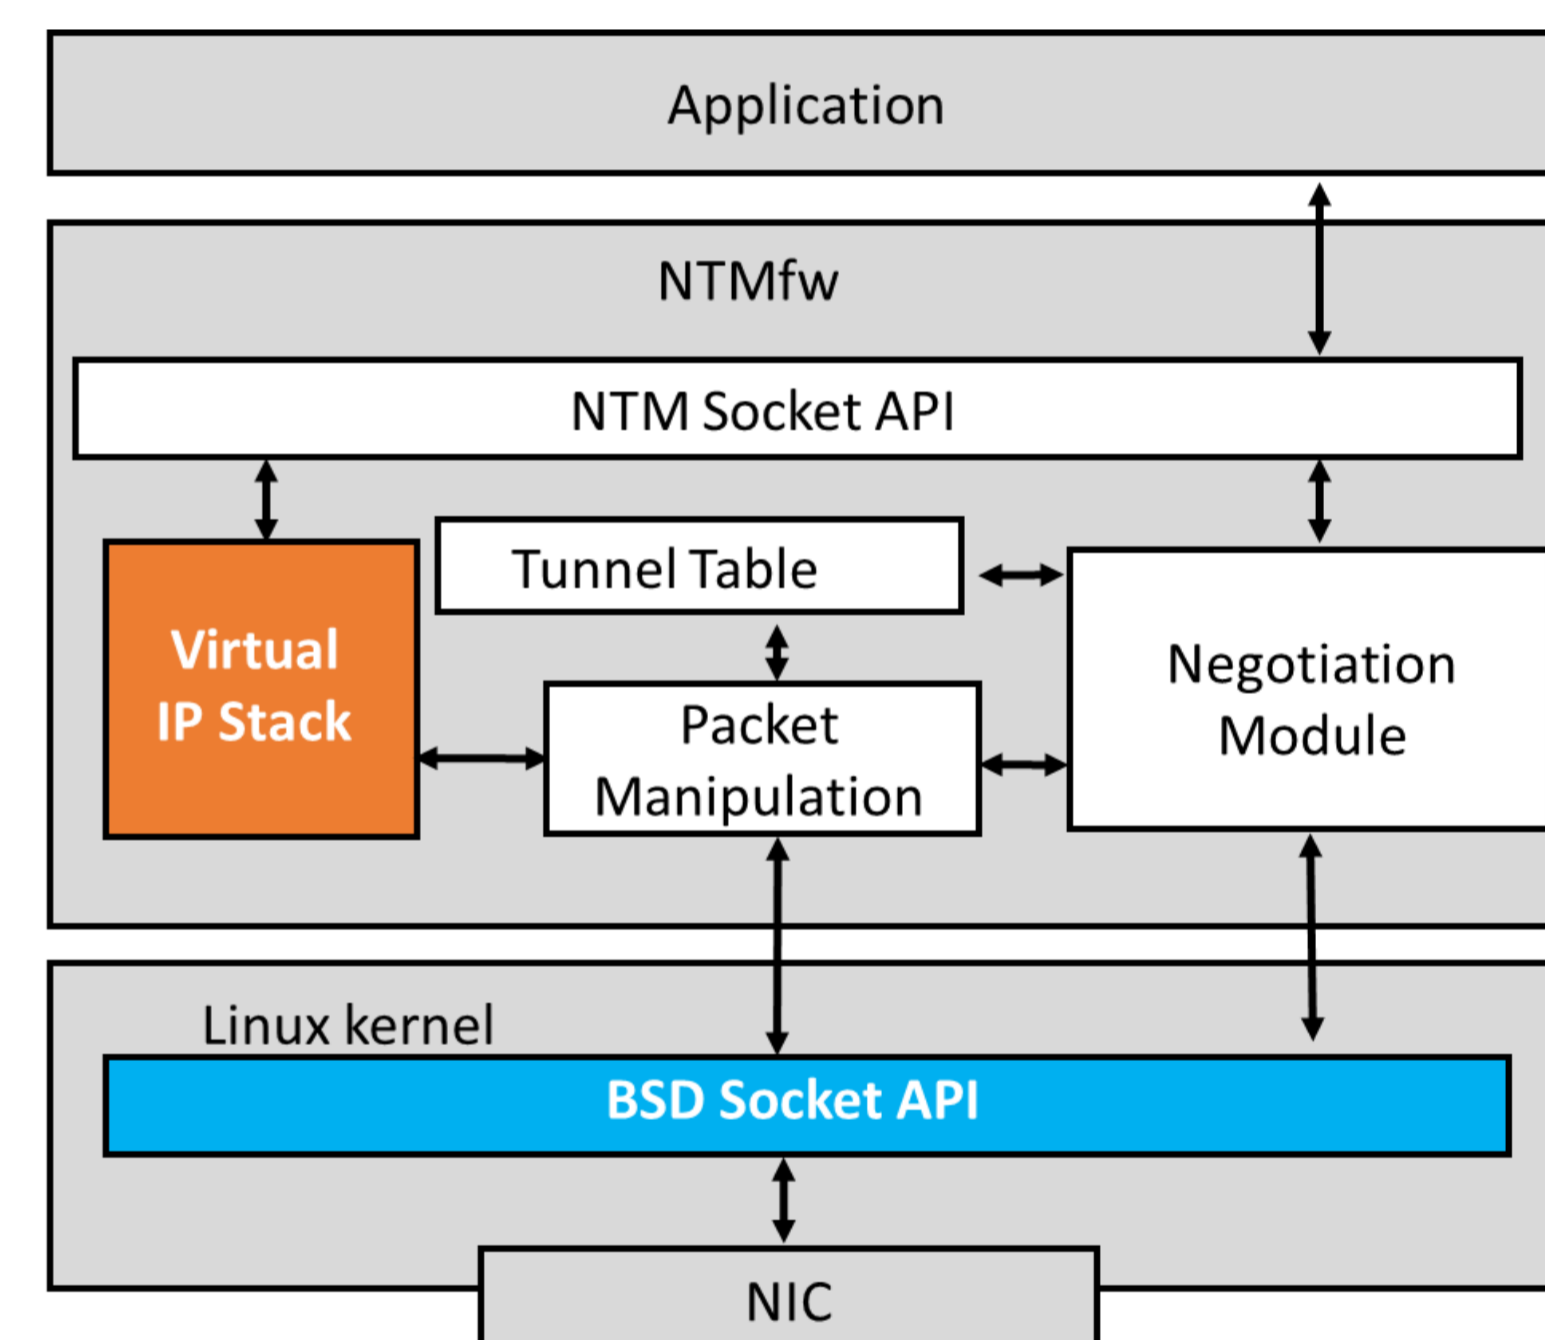 Application
NTMfw
NTM Socket API
Tunnel Table
Virtual
IP Stack
Packet
Manipulation
Negotiation
Module
Linux kernel
BSD Socket API
NIC